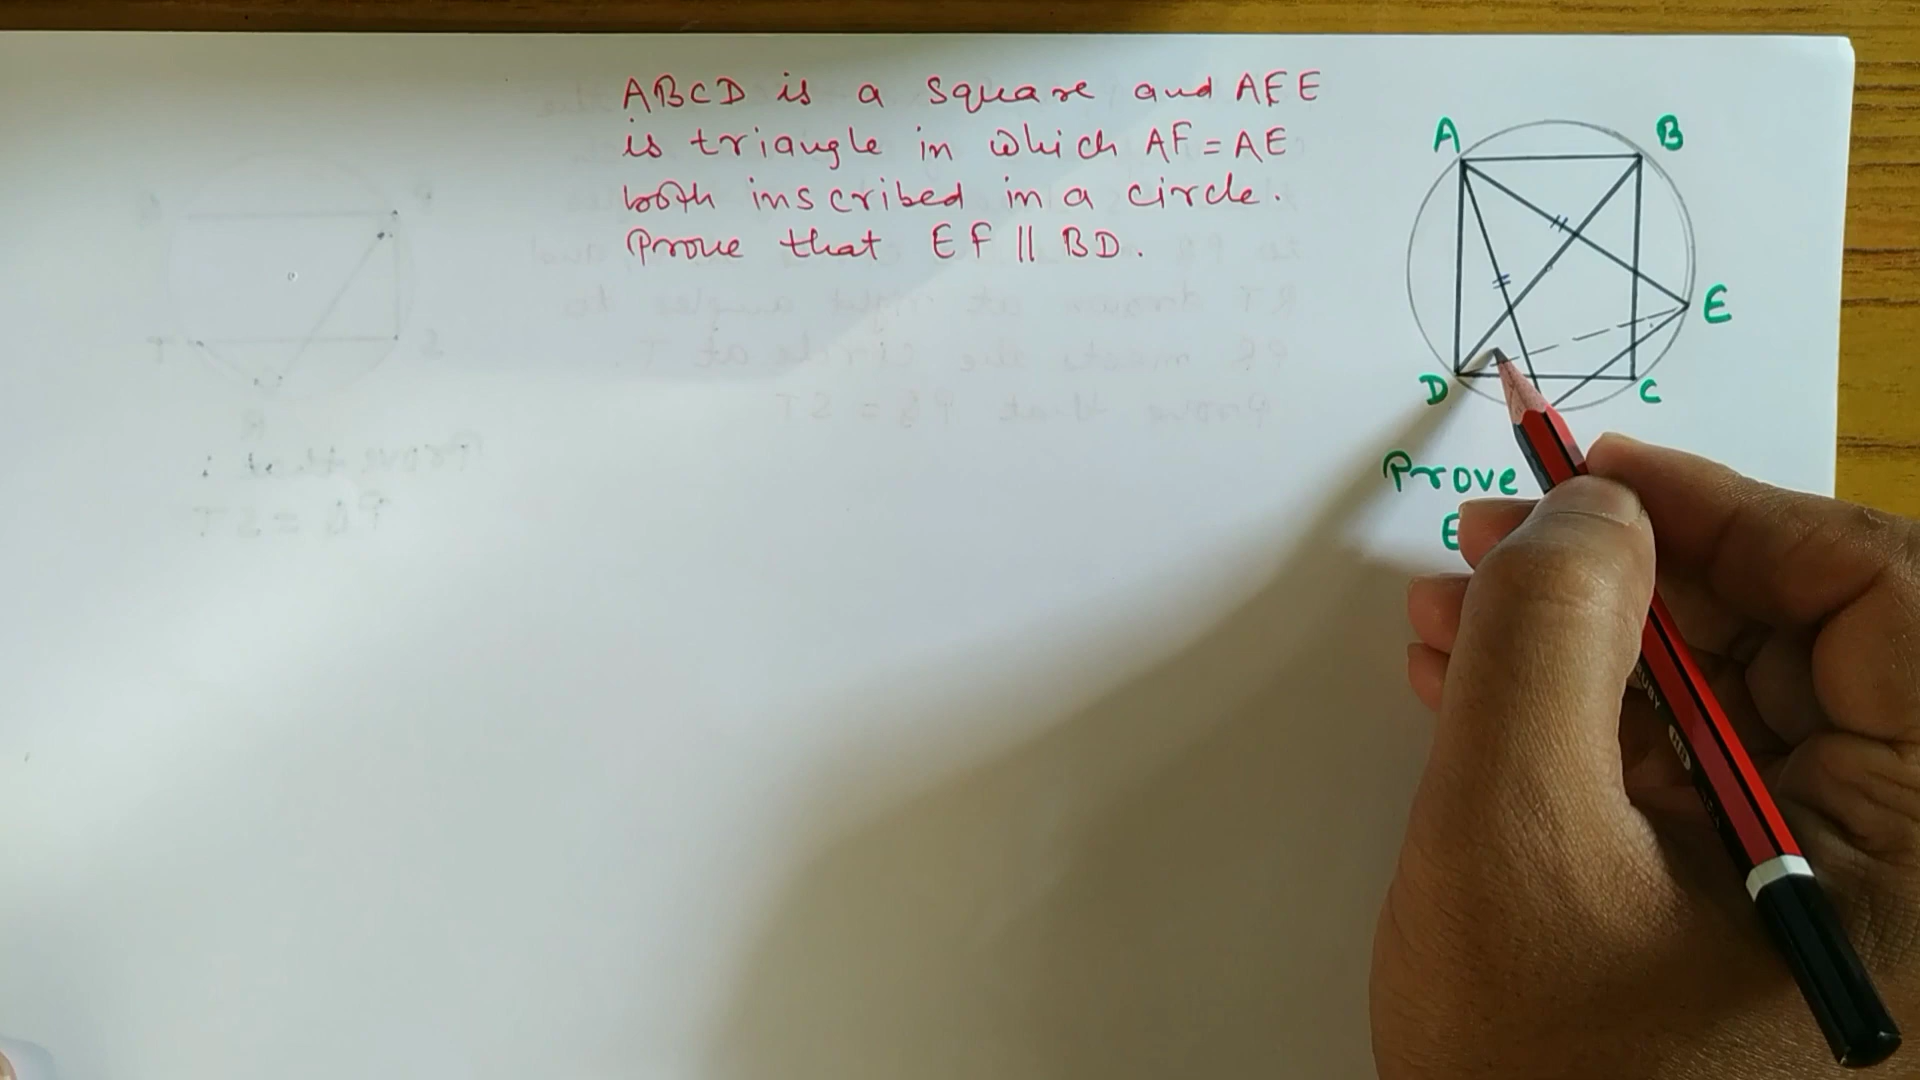 ABCD is a square and AFE
is triangle in which AF = AE
both inscribed in a circle.
Prove that EF || BD.
A
B
E
D
C
Prove
E